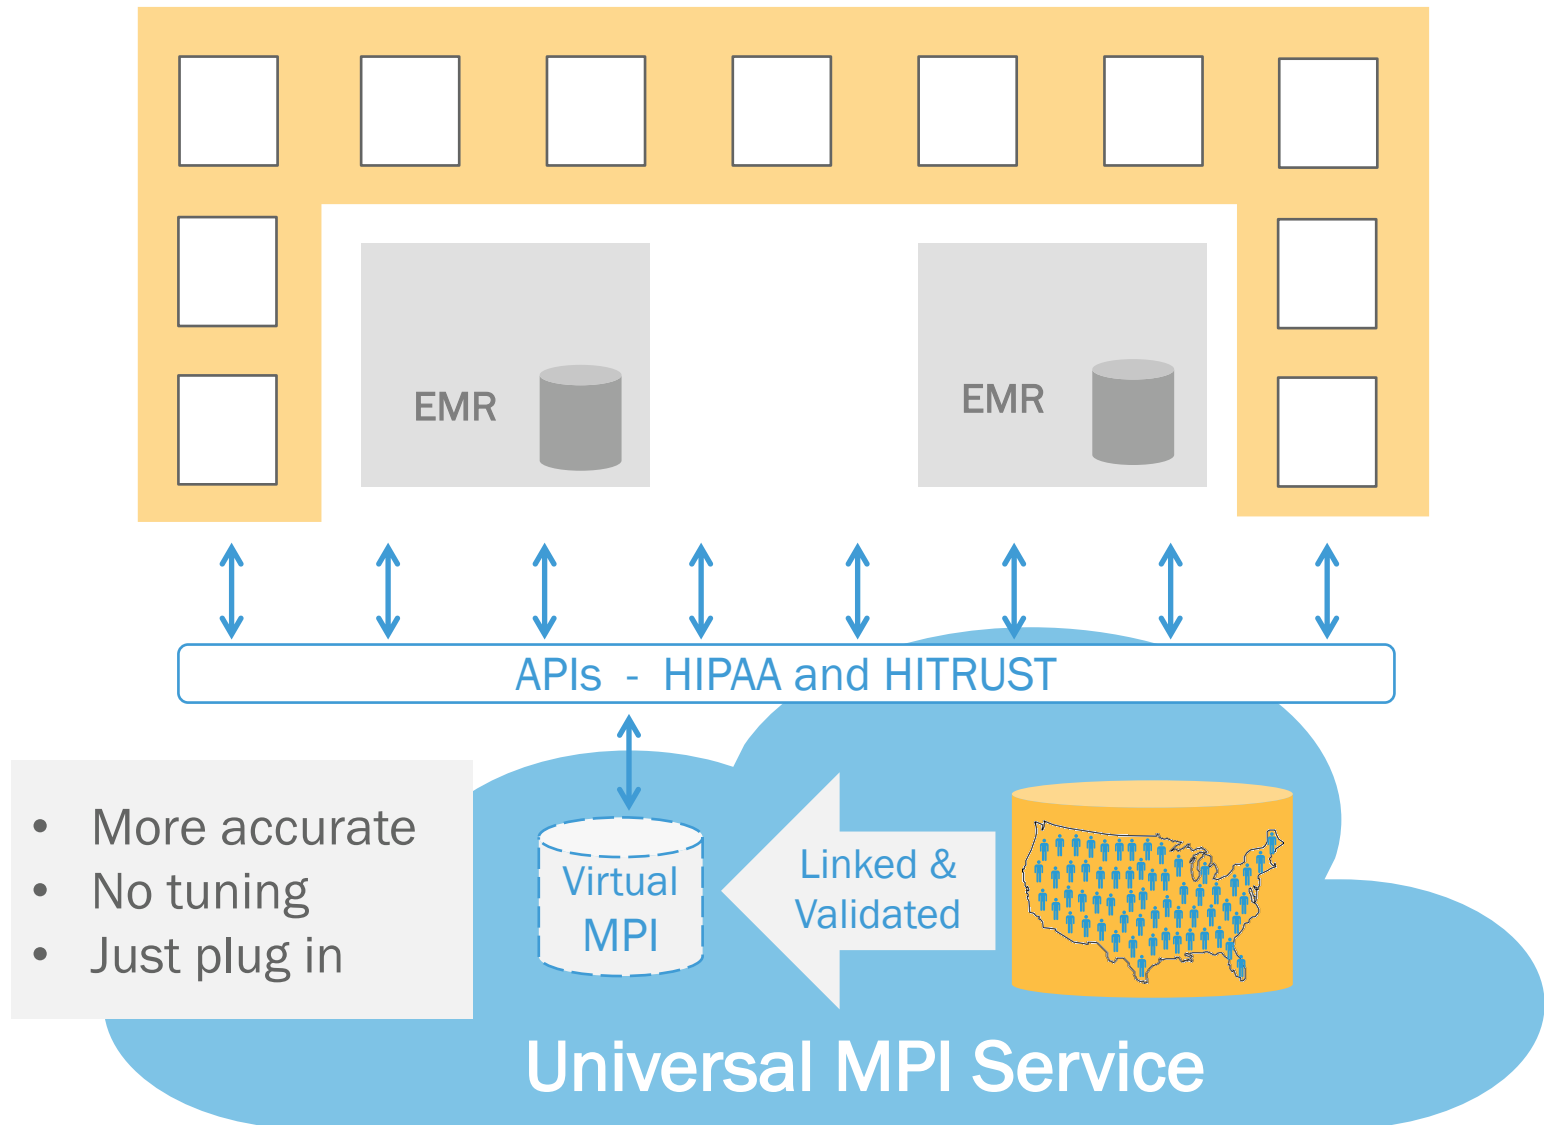 EMR
EMR
APIs - HIPAA and HITRUST
• More accurate
• No tuning
• Just plug in
Virtual
MPI
Linked &
Validated
Universal MPI Service